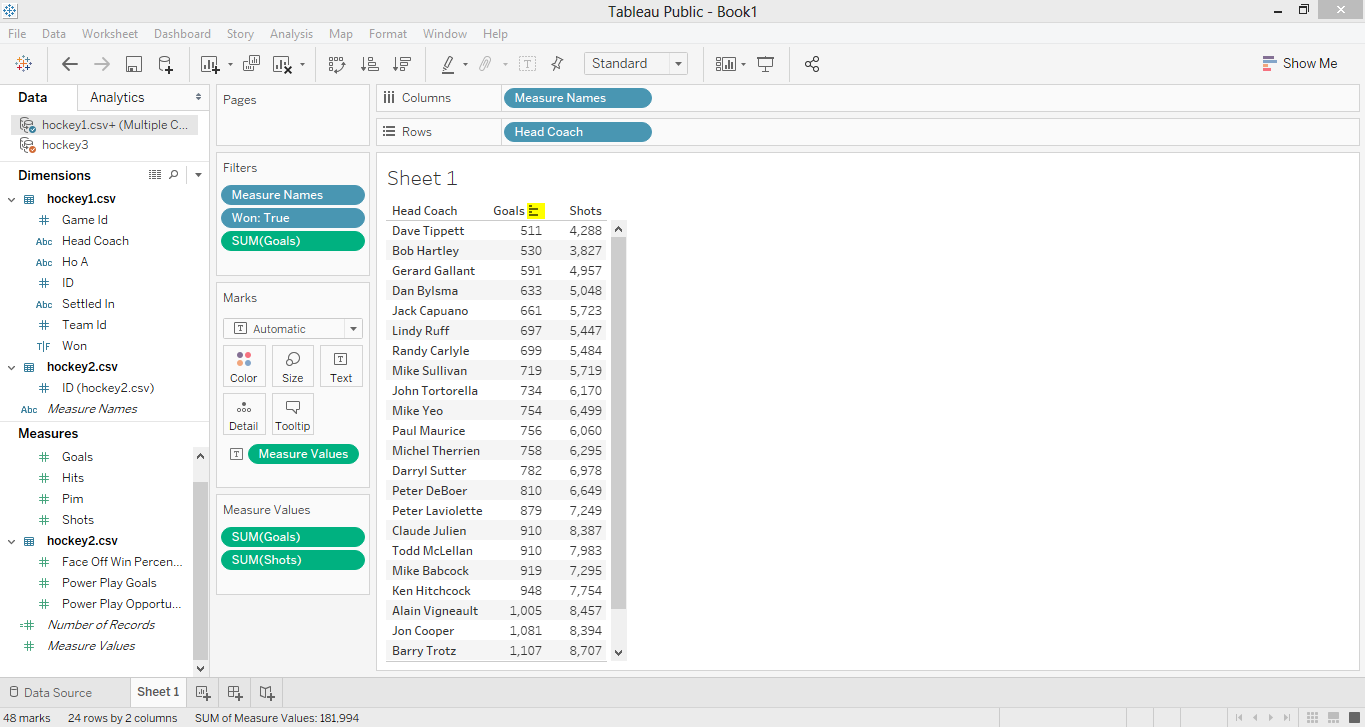 Tableau Public - Book1
File Data Worksheet Dashboard Story Analysis Map Format Window Help
Standard
Show Me
Data Analytics
hockey1.csv+ (Multiple C...
hockey3
Dimensions
hockey1.csv
# Game Id
Abc Head Coach
Abc Ho A
# ID
Abc Settled In
# Team Id
T|F Won
hockey2.csv
# ID (hockey2.csv)
Abc Measure Names
Measures
# Goals
# Hits
# Pim
# Shots
hockey2.csv
# Face Off Win Percen...
# Power Play Goals
# Power Play Opportu...
=# Number of Records
# Measure Values
Pages
Filters
Measure Names
Won: True
SUM(Goals)
Marks
T Automatic
Color Size Text
Detail Tooltip
T Measure Values
Measure Values
SUM(Goals)
SUM(Shots)
Columns Measure Names
Rows Head Coach
Sheet 1
Head Coach Goals Shots
Dave Tippett 511 4,288
Bob Hartley 530 3,827
Gerard Gallant 591 4,957
Dan Bylsma 633 5,048
Jack Capuano 661 5,723
Lindy Ruff 697 5,447
Randy Carlyle 699 5,484
Mike Sullivan 719 5,719
John Tortorella 734 6,170
Mike Yeo 754 6,499
Paul Maurice 756 6,060
Michel Therrien 758 6,295
Darryl Sutter 782 6,978
Peter DeBoer 810 6,649
Peter Laviolette 879 7,249
Claude Julien 910 8,387
Todd McLellan 910 7,983
Mike Babcock 919 7,295
Ken Hitchcock 948 7,754
Alain Vigneault 1,005 8,457
Jon Cooper 1,081 8,394
Barry Trotz 1,107 8,707
Data Source Sheet 1
48 marks 24 rows by 2 columns SUM of Measure Values: 181,994